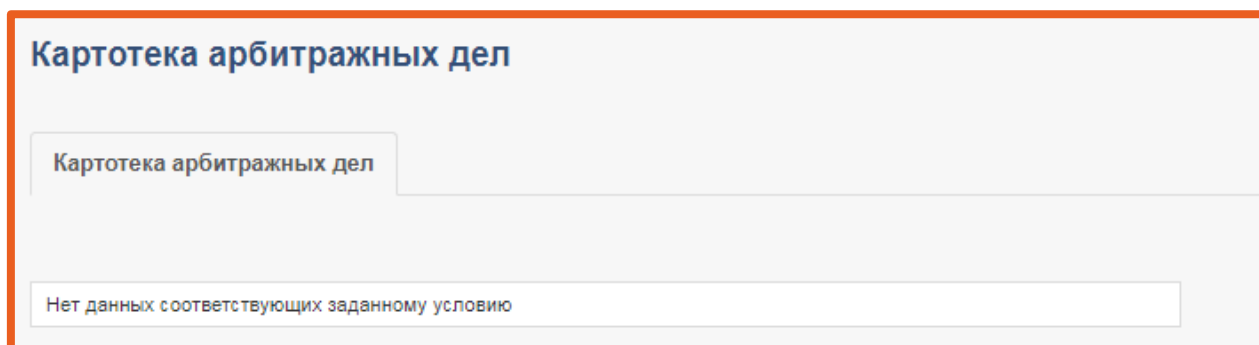 Картотека арбитражных дел
Картотека арбитражных дел
Нет данных соответствующих заданному условию